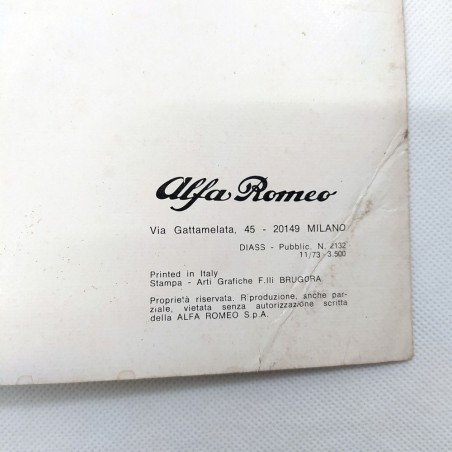 Alfa Romeo
Via Gattamelata, 45 - 20149 MILANO
DIASS - Pubblic. N. 2132
11/73 - 3.500
Printed in Italy
Stampa - Arti Grafiche F.lli BRUGORA
Proprietà riservata. Riproduzione, anche par-
ziale, vietata senza autorizzazione scritta
della ALFA ROMEO S.p.A.